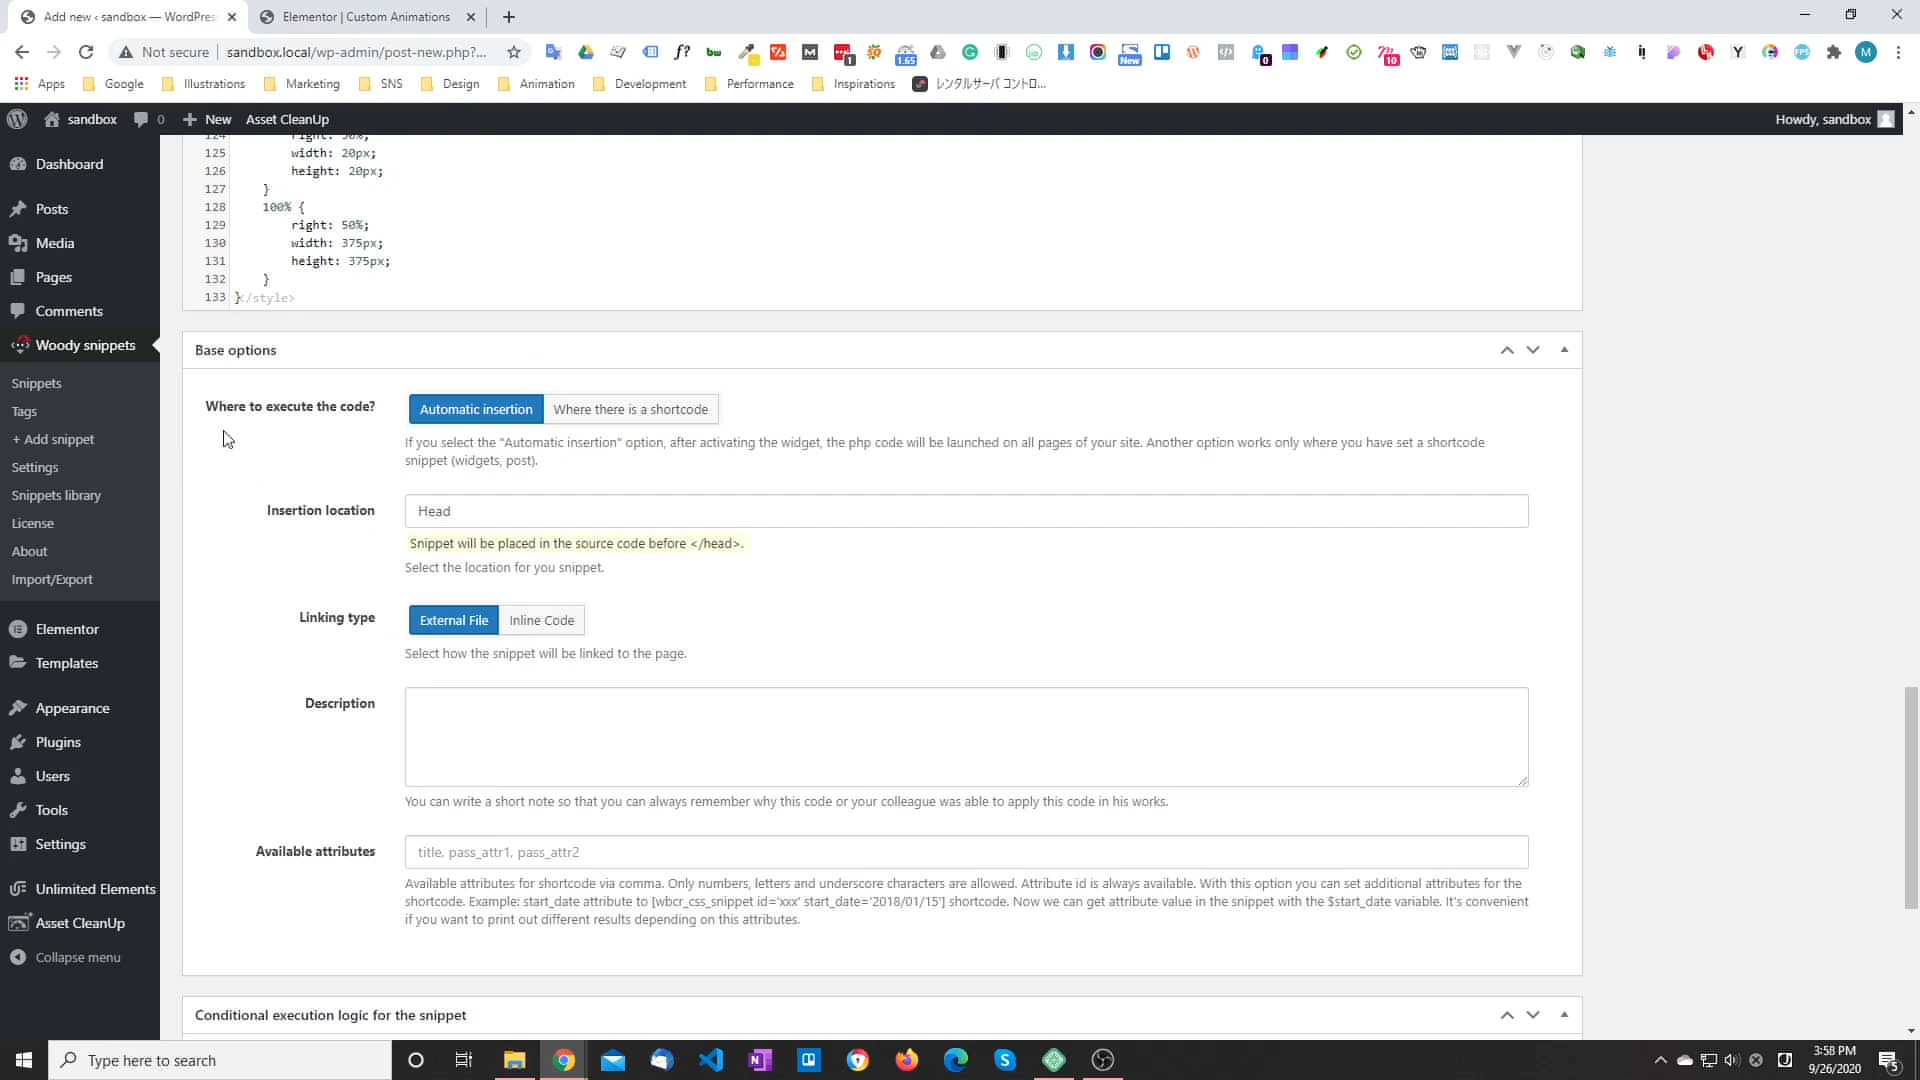 Add new ‹ sandbox — WordPres
Elementor | Custom Animations
Not secure
sandbox.local/wp-admin/post-new.php?...
Apps
Google
Illustrations
Marketing
SNS
Design
Animation
Development
Performance
Inspirations
レンタルサーバ コントロ...
sandbox
0
New
Asset CleanUp
Howdy, sandbox
Dashboard
Posts
Media
Pages
Comments
Woody snippets
Snippets
Tags
+ Add snippet
Settings
Snippets library
License
About
Import/Export
Elementor
Templates
Appearance
Plugins
Users
Tools
Settings
Unlimited Elements
Asset CleanUp
Collapse menu
124 right: 50%;
125 width: 20px;
126 height: 20px;
127 }
128 100% {
129 right: 50%;
130 width: 375px;
131 height: 375px;
132 }
133 }</style>
Base options
Where to execute the code?
Automatic insertion
Where there is a shortcode
If you select the "Automatic insertion" option, after activating the widget, the php code will be launched on all pages of your site. Another option works only where you have set a shortcode
snippet (widgets, post).
Insertion location
Head
Snippet will be placed in the source code before </head>.
Select the location for you snippet.
Linking type
External File
Inline Code
Select how the snippet will be linked to the page.
Description
You can write a short note so that you can always remember why this code or your colleague was able to apply this code in his works.
Available attributes
title, pass_attr1, pass_attr2
Available attributes for shortcode via comma. Only numbers, letters and underscore characters are allowed. Attribute id is always available. With this option you can set additional attributes for the
shortcode. Example: start_date attribute to [wbcr_css_snippet id='xxx' start_date='2018/01/15'] shortcode. Now we can get attribute value in the snippet with the $start_date variable. It's convenient
if you want to print out different results depending on this attributes.
Conditional execution logic for the snippet
Type here to search
3:58 PM
9/26/2020
5